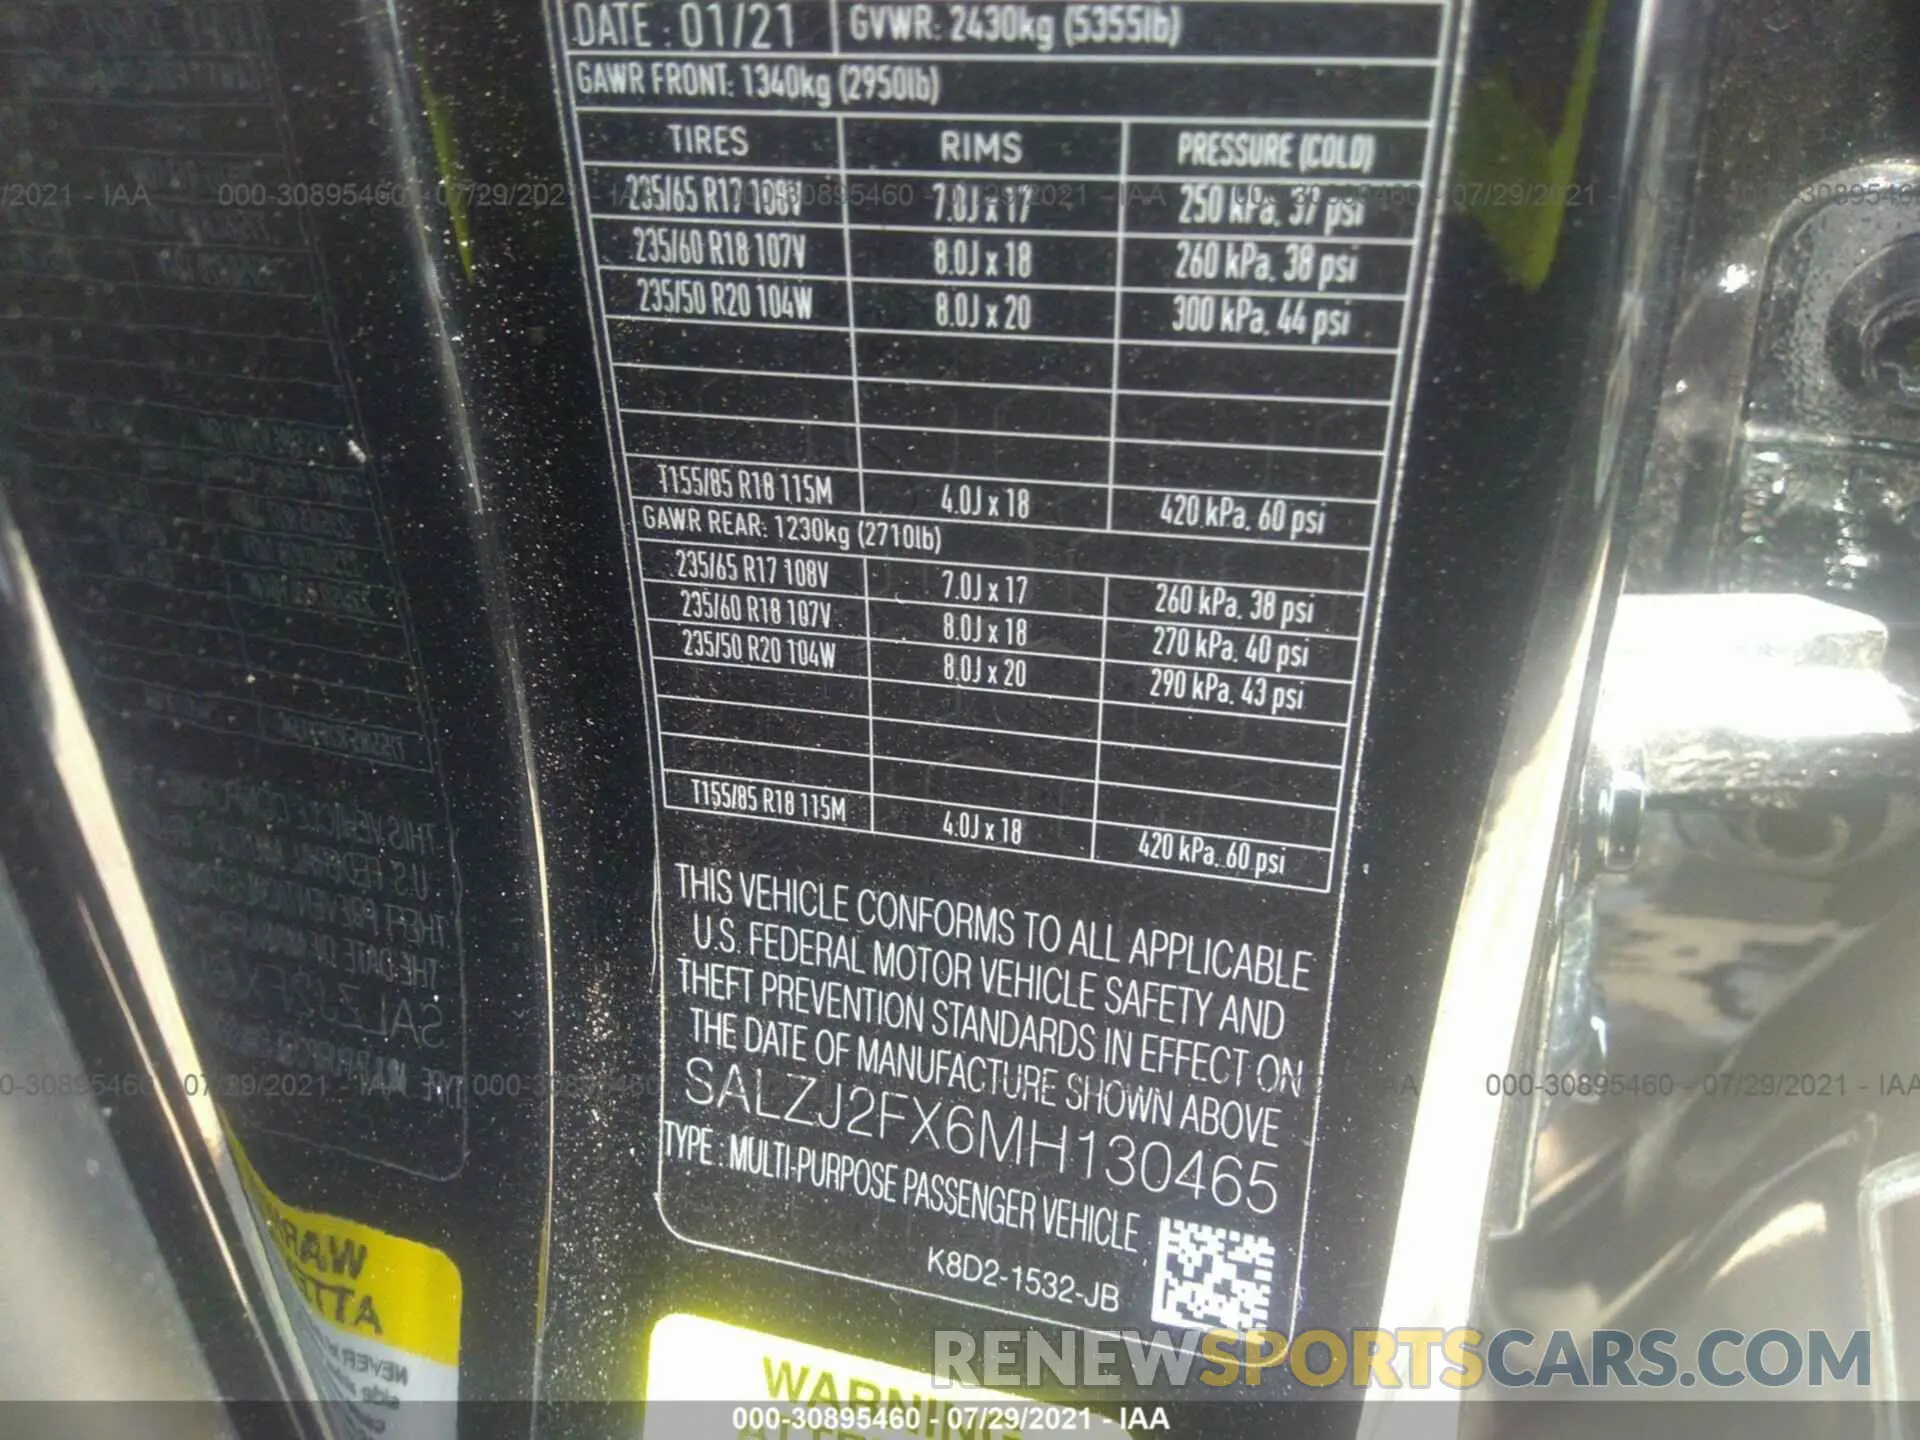 DATE : 01/21 GVWR: 2430kg (5355lb)
GAWR FRONT: 1340kg (2950lb)
TIRES RIMS PRESSURE (COLD)
235/65 R17 108V 7.0J x 17 250 kPa. 37 psi
235/60 R18 107V 8.0J x 18 260 kPa. 38 psi
235/50 R20 104W 8.0J x 20 300 kPa. 44 psi
T155/85 R18 115M 4.0J x 18 420 kPa. 60 psi
GAWR REAR: 1230kg (2710lb)
235/65 R17 108V 7.0J x 17 260 kPa. 38 psi
235/60 R18 107V 8.0J x 18 270 kPa. 40 psi
235/50 R20 104W 8.0J x 20 290 kPa. 43 psi
T155/85 R18 115M 4.0J x 18 420 kPa. 60 psi
THIS VEHICLE CONFORMS TO ALL APPLICABLE
U.S. FEDERAL MOTOR VEHICLE SAFETY AND
THEFT PREVENTION STANDARDS IN EFFECT ON
THE DATE OF MANUFACTURE SHOWN ABOVE
SALZJ2FX6MH130465
TYPE : MULTI-PURPOSE PASSENGER VEHICLE
K8D2-1532-JB
WARNING
RENEWSPORTSCARS.COM
000-30895460 - 07/29/2021 - IAA